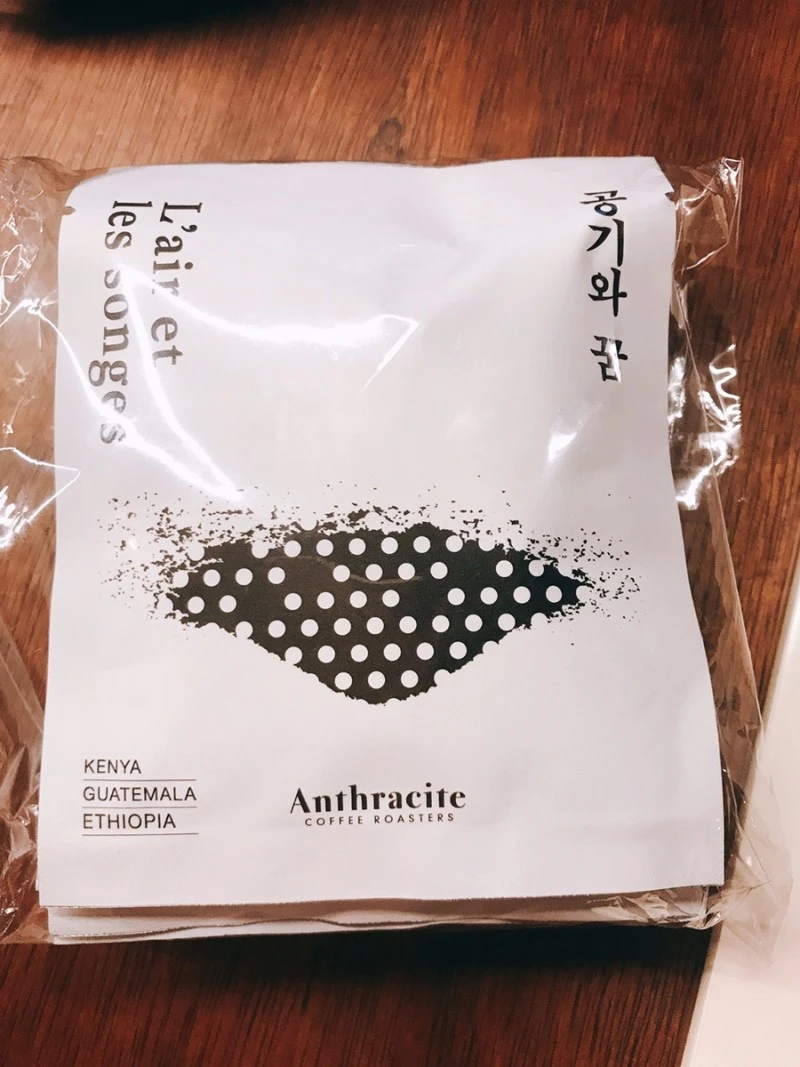 L'air et
les songes
공기와 꿈
KENYA
GUATEMALA
ETHIOPIA
Anthracite
COFFEE ROASTERS